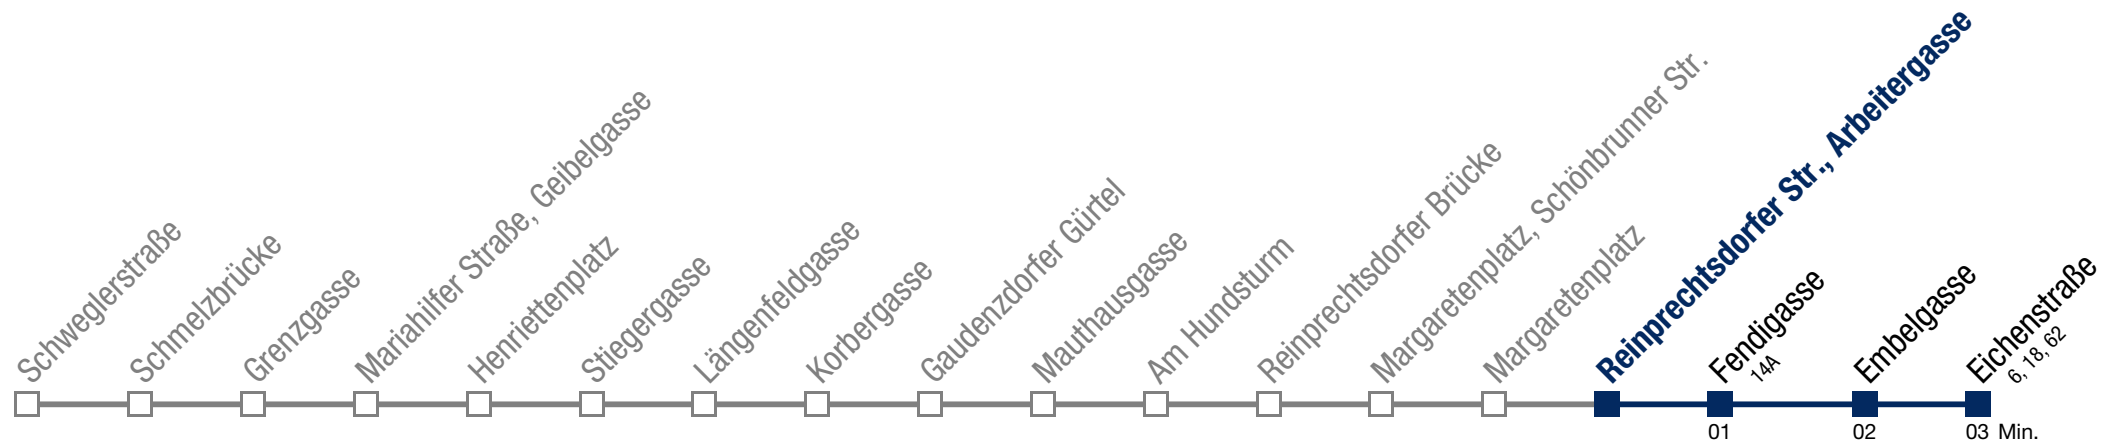 Schweglerstraße
Schmelzbrücke
Grenzgasse
Mariahilfer Straße, Geibelgasse
Henriettenplatz
Stiegergasse
Längenfeldgasse
Korbergasse
Gaudenzdorfer Gürtel
Mauthausgasse
Am Hundsturm
Reinprechtsdorfer Brücke
Margaretenplatz, Schönbrunner Str.
Margaretenplatz
Reinprechtsdorfer Str., Arbeitergasse
Fendigasse
14A
Embelgasse
Eichenstraße
6, 18, 62
01 02 03 Min.